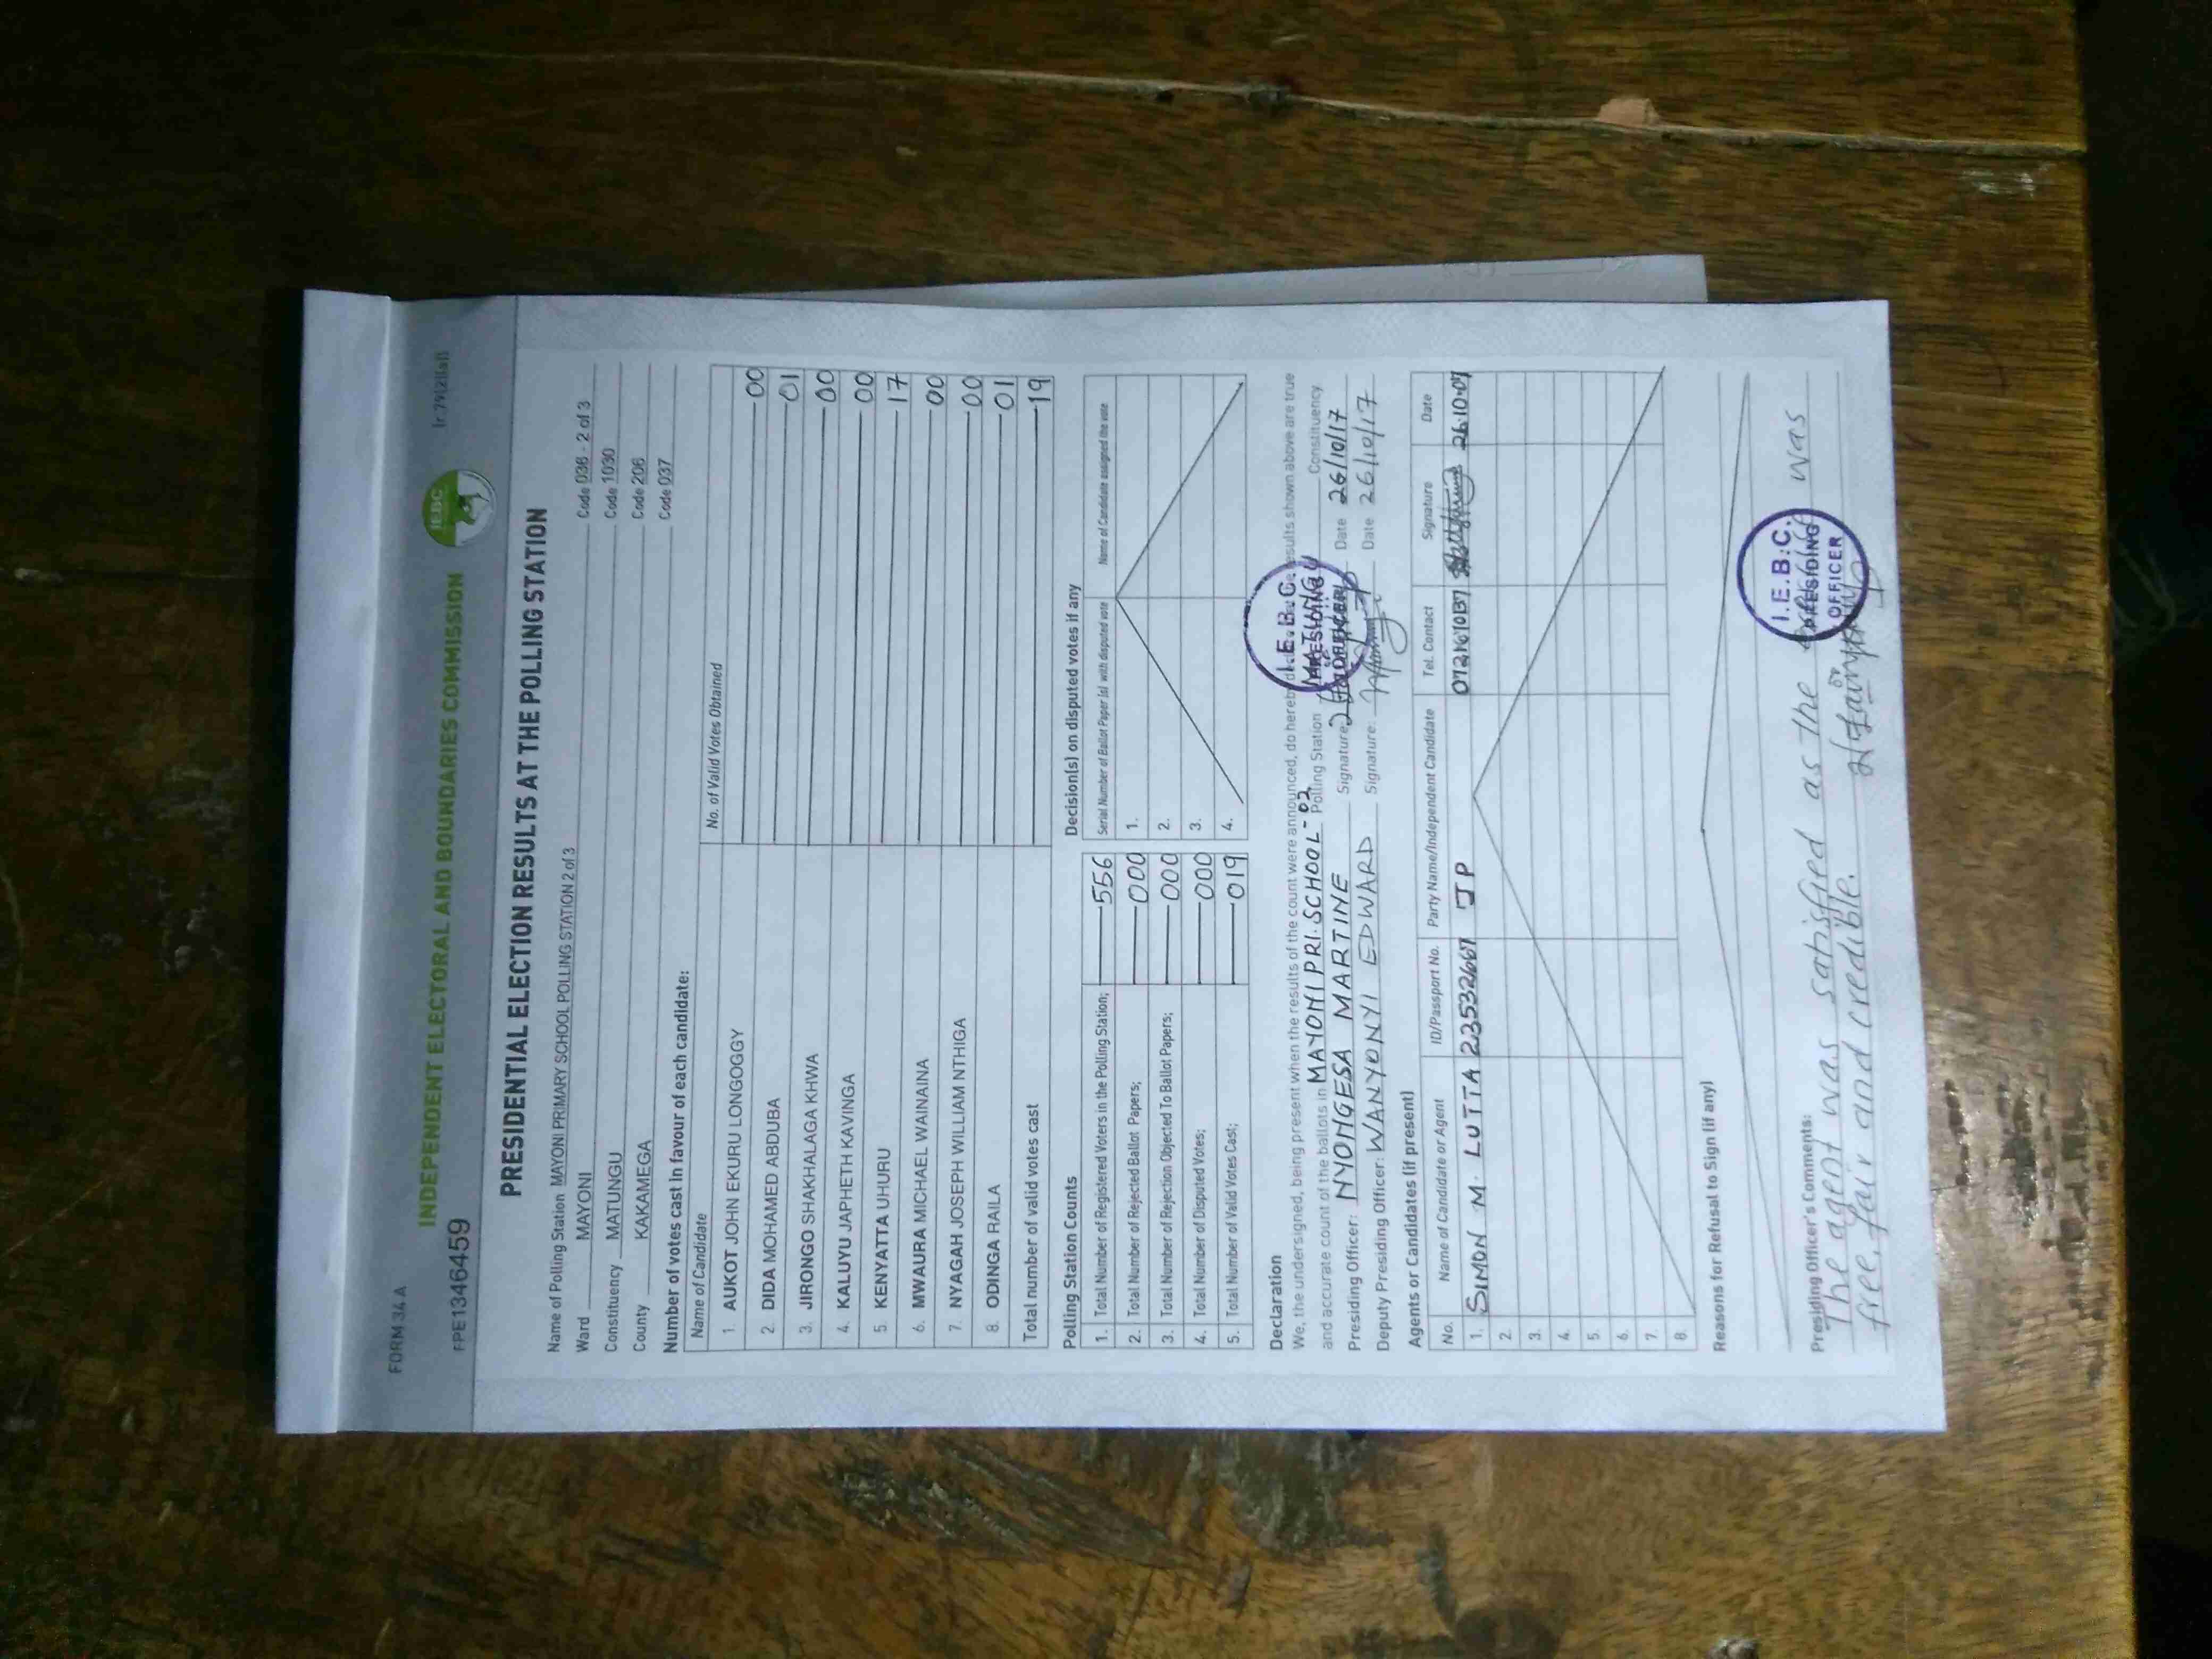 FORM 34 A
INDEPENDENT ELECTORAL AND BOUNDARIES COMMISSION
IEBC
FPE1346459
PRESIDENTIAL ELECTION RESULTS AT THE POLLING STATION
Name of Polling Station MAYONI PRIMARY SCHOOL POLLING STATION 2 of 3 Code 036 - 2 of 3
Ward MAYONI Code 1030
Constituency MATUNGU Code 206
County KAKAMEGA Code 037
Number of votes cast in favour of each candidate:
Name of Candidate No. of Valid Votes Obtained
1. AUKOT JOHN EKURU LONGOGGY 00
2. DIDA MOHAMED ABDUBA 01
3. JIRONGO SHAKHALAGA KHWA 00
4. KALUYU JAPHETH KAVINGA 00
5. KENYATTA UHURU 17
6. MWAURA MICHAEL WAINAINA 00
7. NYAGAH JOSEPH WILLIAM NTHIGA 00
8. ODINGA RAILA 01
Total number of valid votes cast 19
Polling Station Counts
1. Total Number of Registered Voters in the Polling Station; 556
2. Total Number of Rejected Ballot Papers; 000
3. Total Number of Rejection Objected To Ballot Papers; 000
4. Total Number of Disputed Votes; 000
5. Total Number of Valid Votes Cast; 019
Decision(s) on disputed votes if any
Serial Number of Ballot Paper (s) with disputed vote Name of Candidate assigned the vote
1.
2.
3.
4.
Declaration
We, the undersigned, being present when the results of the count were announced, do hereby results shown above are true
and accurate count of the ballots in MAYONI PRI. SCHOOL - 02 Polling Station MATUNGU Constituency
Presiding Officer: NYONGESA MARTINE Signature: Date 26/10/17
Deputy Presiding Officer: WANYONYI EDWARD Signature: Date 26/10/17
I.E.B.C.
PRESIDING
OFFICER
Agents or Candidates (if present)
No. Name of Candidate or Agent ID/Passport No. Party Name/Independent Candidate Tel. Contact Signature Date
1. SIMON M. LUTTA JP
2.
3.
4.
5.
6.
7.
8.
Reasons for Refusal to Sign (if any)
Presiding Officer's Comments:
The agent was satisfied as the was
free, fair and credible.
I.E.B.C.
PRESIDING
OFFICER